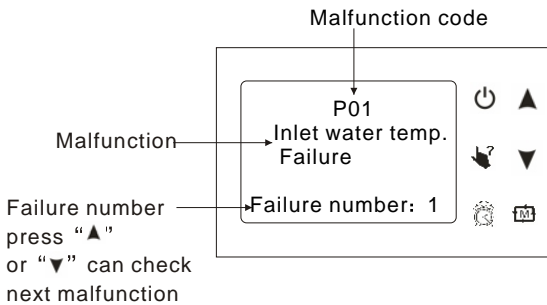 Malfunction code
P01
Inlet water temp.
Failure
Malfunction
Failure number: 1
Failure number
press “▲”
or “▼” can check
next malfunction
?
M